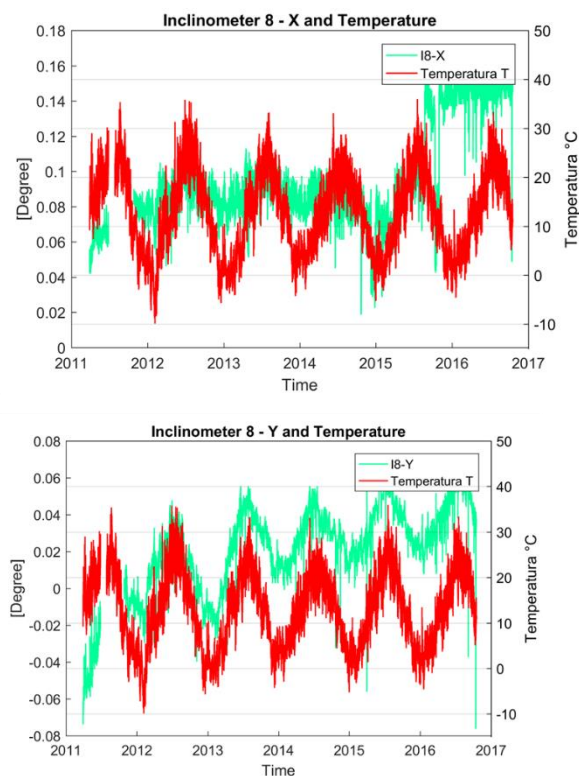 Inclinometer 8 - X and Temperature
0.18
0.16
0.14
0.12
0.1
0.08
0.06
0.04
0.02
0
[Degree]
I8-X
Temperatura T
50
40
30
20
10
0
-10
Temperatura °C
2011 2012 2013 2014 2015 2016 2017
Time
Inclinometer 8 - Y and Temperature
0.08
0.06
0.04
0.02
0
-0.02
-0.04
-0.06
-0.08
[Degree]
I8-Y
Temperatura T
50
40
30
20
10
0
-10
Temperatura °C
2011 2012 2013 2014 2015 2016 2017
Time